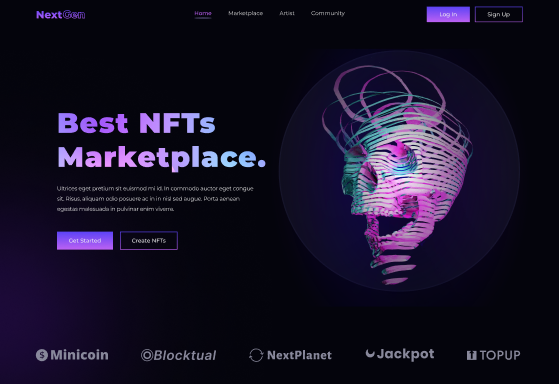 NextGen
Home Marketplace Artist Community
Log In Sign Up
Best NFTs
Marketplace.
Ultrices eget pretium sit euismod mi id. In commodo auctor eget congue
sit. Risus, aliquam odio posuere ac in in nisl sed augue. Porta aenean
egestas malesuada in pulvinar enim viverra.
Get Started Create NFTs
Minicoin Blocktual NextPlanet Jackpot TOPUP